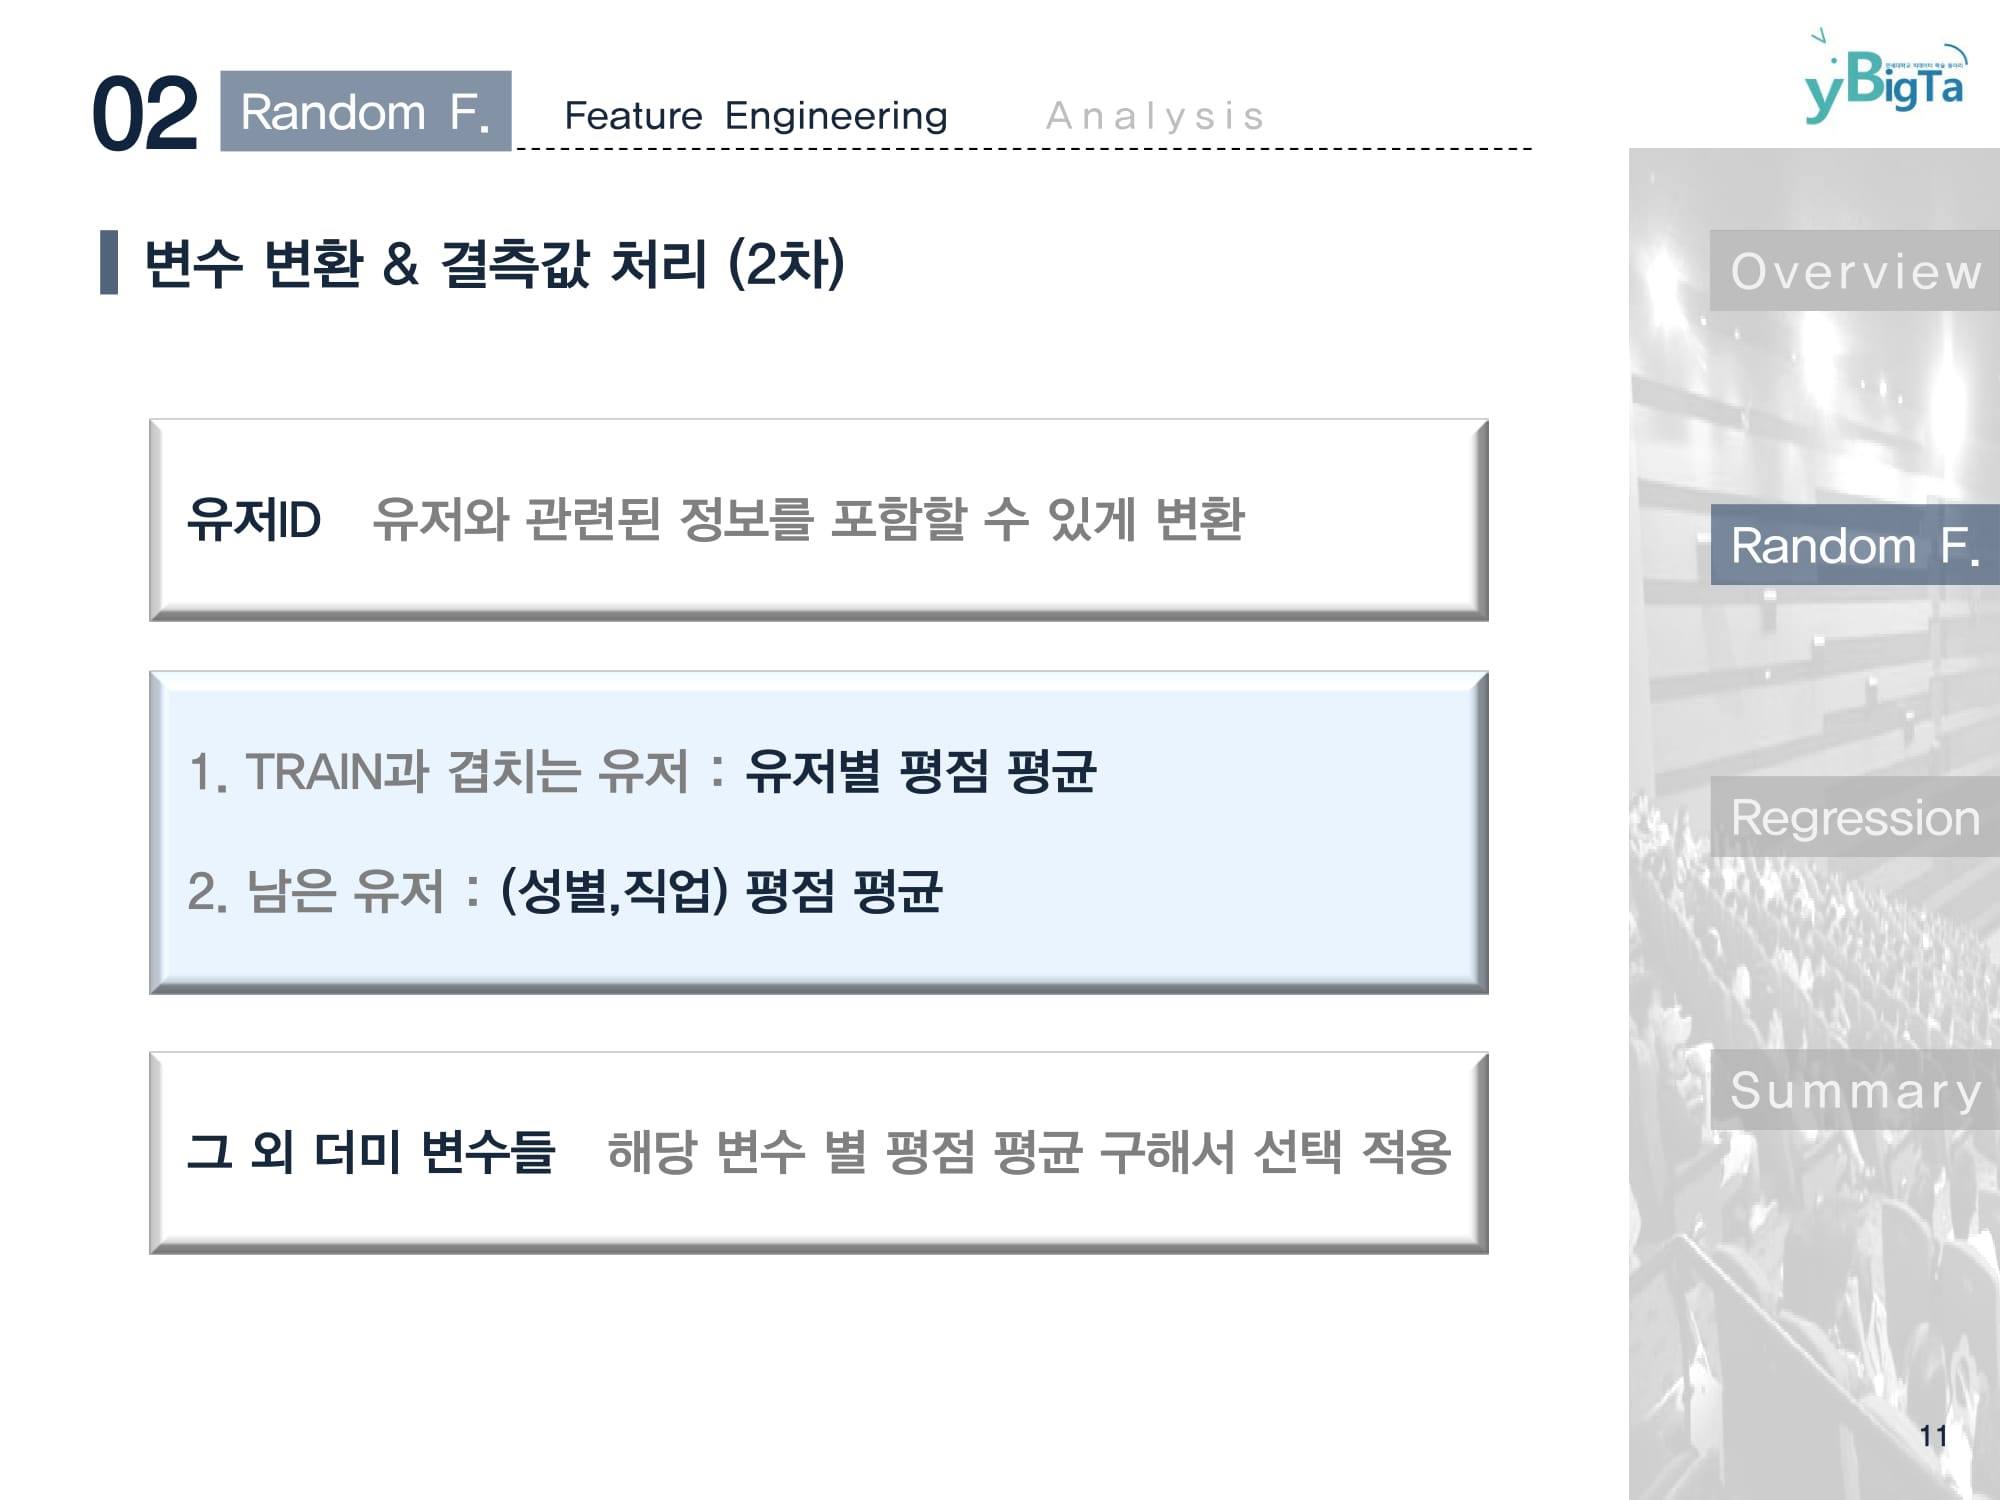 02 Random F. Feature Engineering Analysis
yBigTa
변수 변환 & 결측값 처리 (2차)
유저ID 유저와 관련된 정보를 포함할 수 있게 변환
1. TRAIN과 겹치는 유저 : 유저별 평점 평균
2. 남은 유저 : (성별,직업) 평점 평균
그 외 더미 변수들 해당 변수 별 평점 평균 구해서 선택 적용
Overview
Random F.
Regression
Summary
11